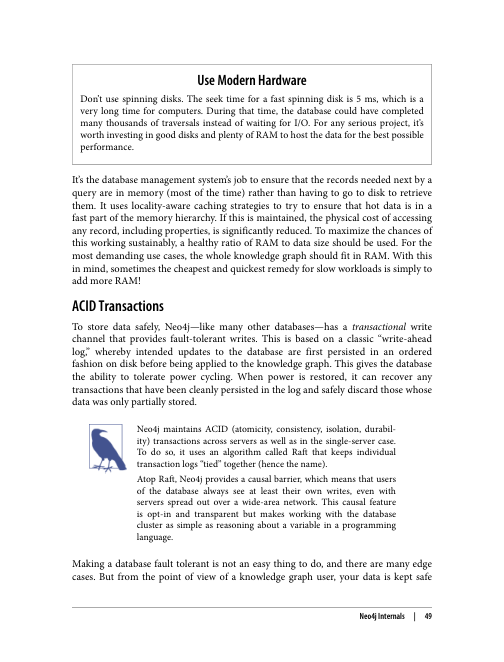 Use Modern Hardware
Don't use spinning disks. The seek time for a fast spinning disk is 5 ms, which is a
very long time for computers. During that time, the database could have completed
many thousands of traversals instead of waiting for I/O. For any serious project, it's
worth investing in good disks and plenty of RAM to host the data for the best possible
performance.
It's the database management system's job to ensure that the records needed next by a
query are in memory (most of the time) rather than having to go to disk to retrieve
them. It uses locality-aware caching strategies to try to ensure that hot data is in a
fast part of the memory hierarchy. If this is maintained, the physical cost of accessing
any record, including properties, is significantly reduced. To maximize the chances of
this working sustainably, a healthy ratio of RAM to data size should be used. For the
most demanding use cases, the whole knowledge graph should fit in RAM. With this
in mind, sometimes the cheapest and quickest remedy for slow workloads is simply to
add more RAM!
ACID Transactions
To store data safely, Neo4j—like many other databases—has a transactional write
channel that provides fault-tolerant writes. This is based on a classic “write-ahead
log,” whereby intended updates to the database are first persisted in an ordered
fashion on disk before being applied to the knowledge graph. This gives the database
the ability to tolerate power cycling. When power is restored, it can recover any
transactions that have been cleanly persisted in the log and safely discard those whose
data was only partially stored.
Neo4j maintains ACID (atomicity, consistency, isolation, durabil-
ity) transactions across servers as well as in the single-server case.
To do so, it uses an algorithm called Raft that keeps individual
transaction logs “tied” together (hence the name).
Atop Raft, Neo4j provides a causal barrier, which means that users
of the database always see at least their own writes, even with
servers spread out over a wide-area network. This causal feature
is opt-in and transparent but makes working with the database
cluster as simple as reasoning about a variable in a programming
language.
Making a database fault tolerant is not an easy thing to do, and there are many edge
cases. But from the point of view of a knowledge graph user, your data is kept safe
Neo4j Internals | 49